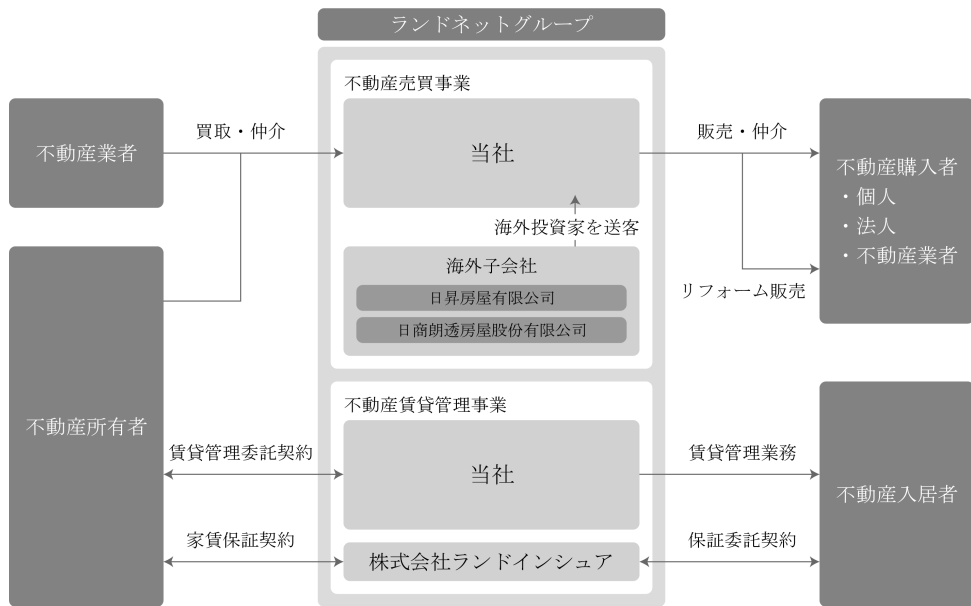 ランドネットグループ
不動産売買事業
不動産業者
買取・仲介
当社
販売・仲介
不動産購入者
・個人
・法人
・不動産業者
海外投資家を送客
海外子会社
日昇房屋有限公司
日商朗透房屋股份有限公司
リフォーム販売
不動産賃貸管理事業
不動産所有者
賃貸管理委託契約
当社
賃貸管理業務
不動産入居者
家賃保証契約
株式会社ランドインシュア
保証委託契約